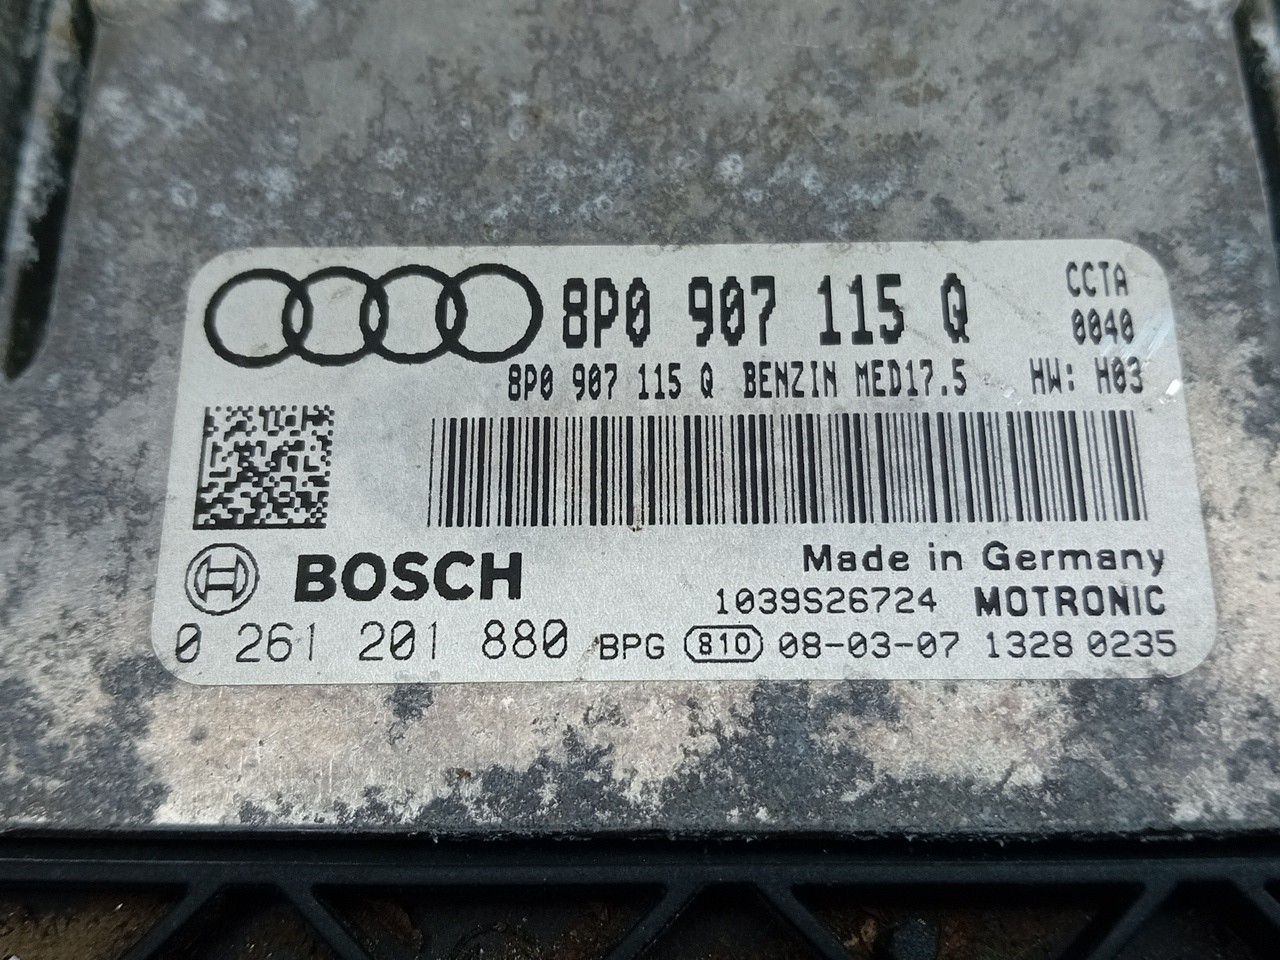 8P0 907 115 Q CCTA
0040
8P0 907 115 Q BENZIN MED17.5 HW: H03
BOSCH Made in Germany
1039S26724 MOTRONIC
0 261 201 880 BPG 810 08-03-07 1328 0235